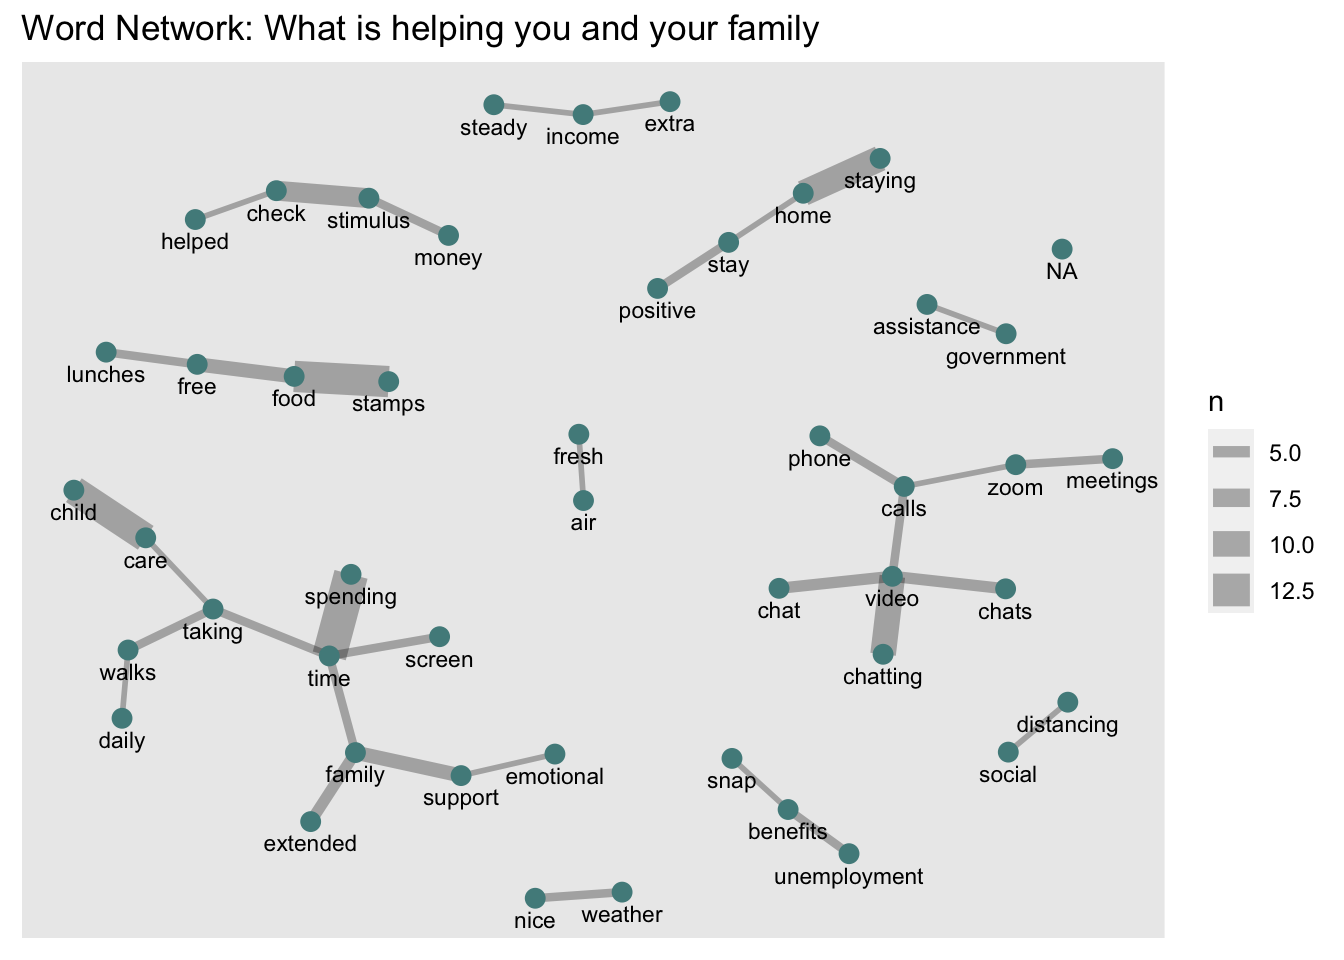 Word Network: What is helping you and your family
steady
income
extra
helped
check
stimulus
money
staying
home
stay
positive
NA
assistance
government
lunches
free
food
stamps
fresh
air
phone
calls
zoom
meetings
chat
video
chats
chatting
child
care
taking
walks
daily
spending
time
screen
family
support
emotional
extended
distancing
social
snap
benefits
unemployment
nice
weather
n
5.0
7.5
10.0
12.5